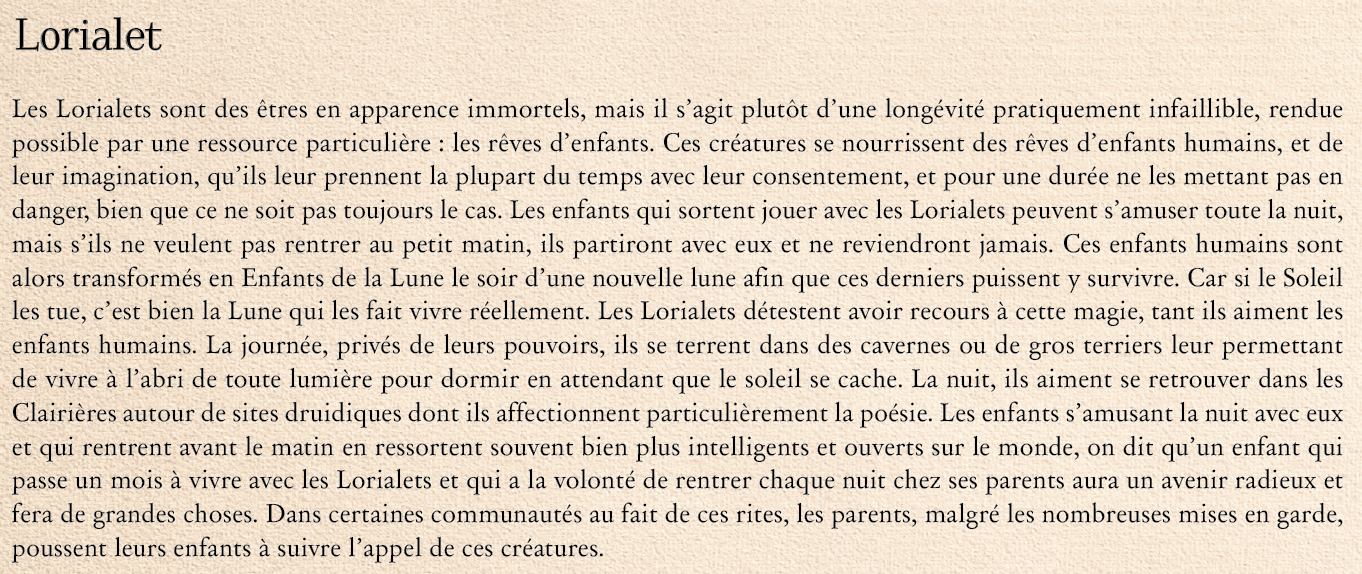 Lorialet
Les Lorialets sont des êtres en apparence immortels, mais il s’agit plutôt d’une longévité pratiquement infaillible, rendue
possible par une ressource particulière : les rêves d’enfants. Ces créatures se nourrissent des rêves d’enfants humains, et de
leur imagination, qu’ils leur prennent la plupart du temps avec leur consentement, et pour une durée ne les mettant pas en
danger, bien que ce ne soit pas toujours le cas. Les enfants qui sortent jouer avec les Lorialets peuvent s’amuser toute la nuit,
mais s’ils ne veulent pas rentrer au petit matin, ils partiront avec eux et ne reviendront jamais. Ces enfants humains sont
alors transformés en Enfants de la Lune le soir d’une nouvelle lune afin que ces derniers puissent y survivre. Car si le Soleil
les tue, c’est bien la Lune qui les fait vivre réellement. Les Lorialets détestent avoir recours à cette magie, tant ils aiment les
enfants humains. La journée, privés de leurs pouvoirs, ils se terrent dans des cavernes ou de gros terriers leur permettant
de vivre à l’abri de toute lumière pour dormir en attendant que le soleil se cache. La nuit, ils aiment se retrouver dans les
Clairières autour de sites druidiques dont ils affectionnent particulièrement la poésie. Les enfants s’amusant la nuit avec eux
et qui rentrent avant le matin en ressortent souvent bien plus intelligents et ouverts sur le monde, on dit qu’un enfant qui
passe un mois à vivre avec les Lorialets et qui a la volonté de rentrer chaque nuit chez ses parents aura un avenir radieux et
fera de grandes choses. Dans certaines communautés au fait de ces rites, les parents, malgré les nombreuses mises en garde,
poussent leurs enfants à suivre l’appel de ces créatures.